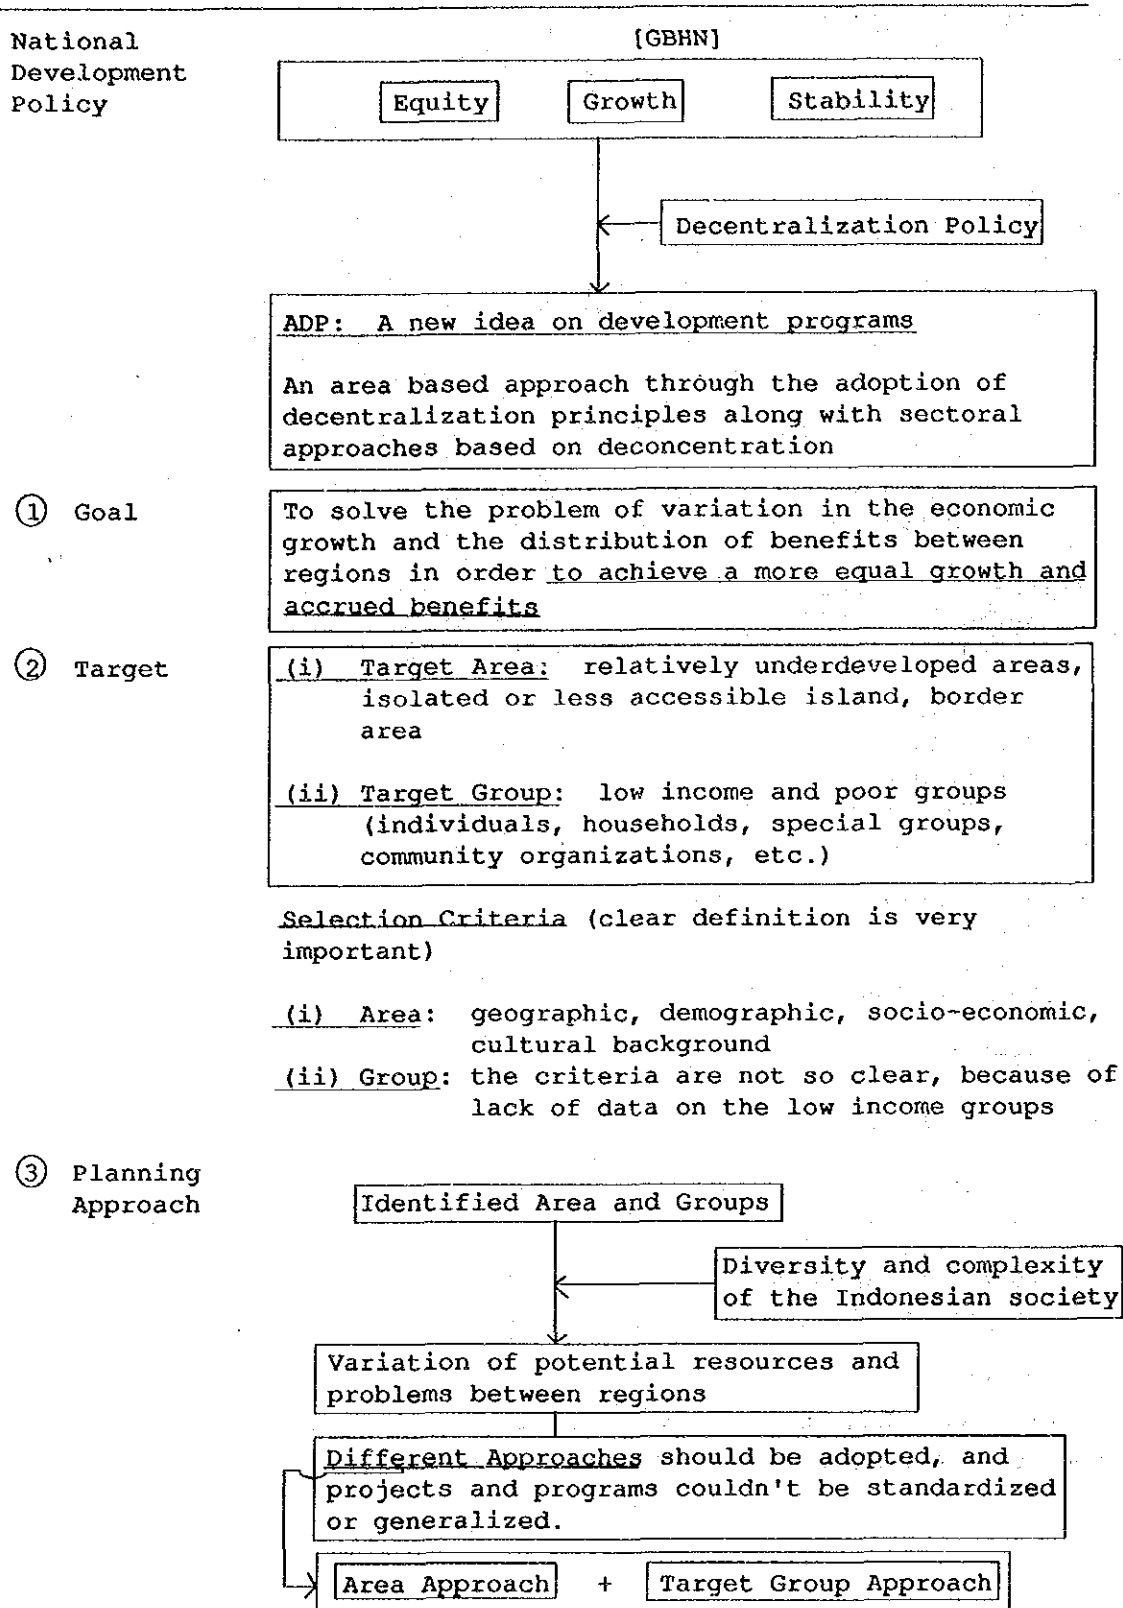 National
Development
Policy
[GBHN]
Equity Growth Stability
Decentralization Policy
ADP: A new idea on development programs
An area based approach through the adoption of
decentralization principles along with sectoral
approaches based on deconcentration
① Goal
To solve the problem of variation in the economic
growth and the distribution of benefits between
regions in order to achieve a more equal growth and
accrued benefits
② Target
(i) Target Area: relatively underdeveloped areas,
isolated or less accessible island, border
area
(ii) Target Group: low income and poor groups
(individuals, households, special groups,
community organizations, etc.)
Selection Criteria (clear definition is very
important)
(i) Area: geographic, demographic, socio-economic,
cultural background
(ii) Group: the criteria are not so clear, because of
lack of data on the low income groups
③ Planning
Approach
Identified Area and Groups
Diversity and complexity
of the Indonesian society
Variation of potential resources and
problems between regions
Different Approaches should be adopted, and
projects and programs couldn't be standardized
or generalized.
Area Approach + Target Group Approach